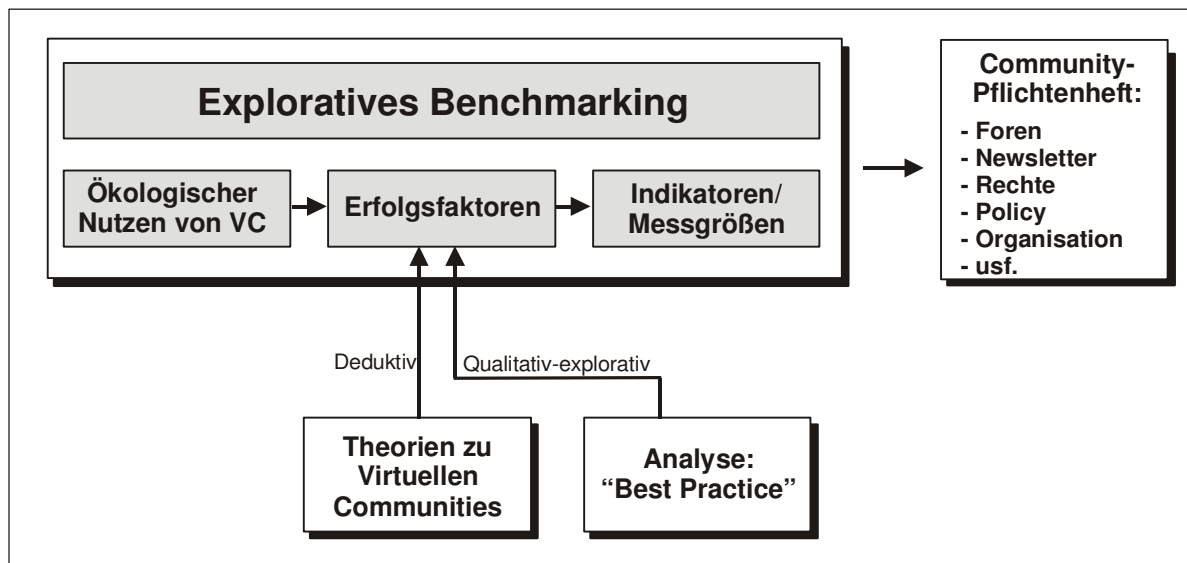 Exploratives Benchmarking
Ökologischer
Nutzen von VC
Erfolgsfaktoren
Indikatoren/
Messgrößen
Community-
Pflichtenheft:
- Foren
- Newsletter
- Rechte
- Policy
- Organisation
- usf.
Deduktiv
Qualitativ-explorativ
Theorien zu
Virtuellen
Communities
Analyse:
“Best Practice”